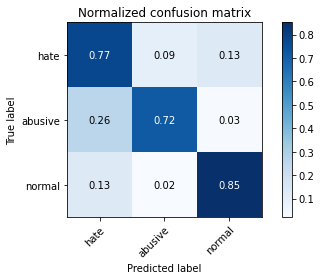 Normalized confusion matrix
True label
hate
0.77 0.09 0.13
abusive
0.26 0.72 0.03
normal
0.13 0.02 0.85
hate
abusive
normal
Predicted label
0.8
0.7
0.6
0.5
0.4
0.3
0.2
0.1